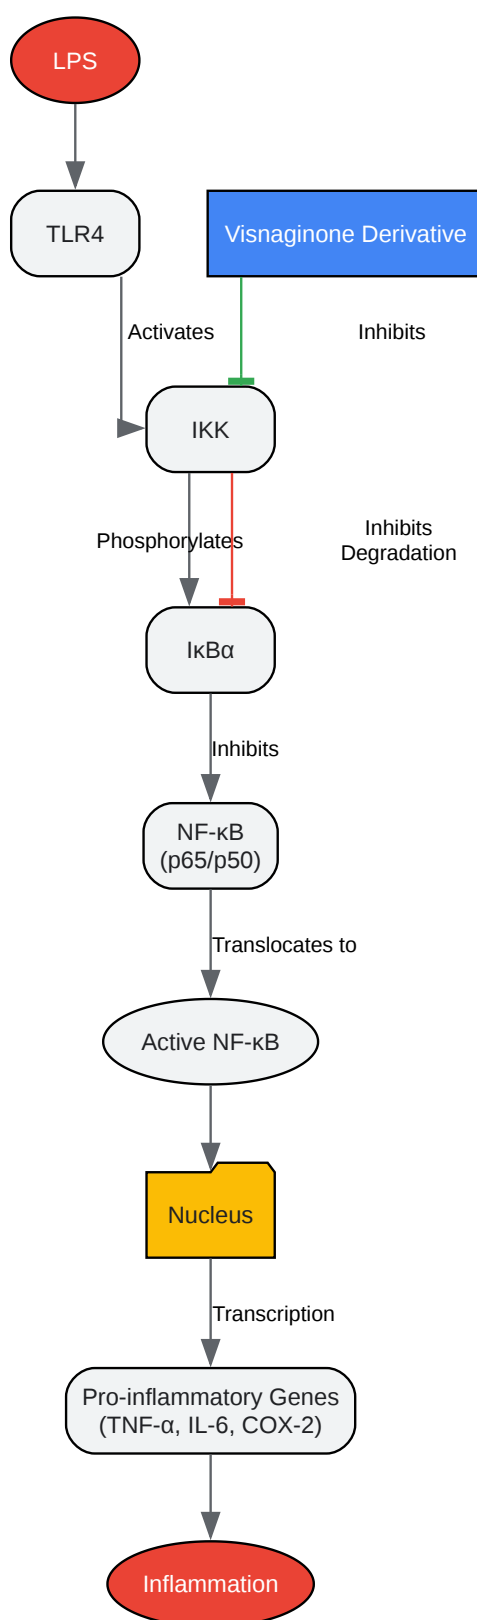 LPS
TLR4
Visnaginone Derivative
Activates
Inhibits
IKK
Phosphorylates
Inhibits
Degradation
IκBα
Inhibits
NF-κB
(p65/p50)
Translocates to
Active NF-κB
Nucleus
Transcription
Pro-inflammatory Genes
(TNF-α, IL-6, COX-2)
Inflammation